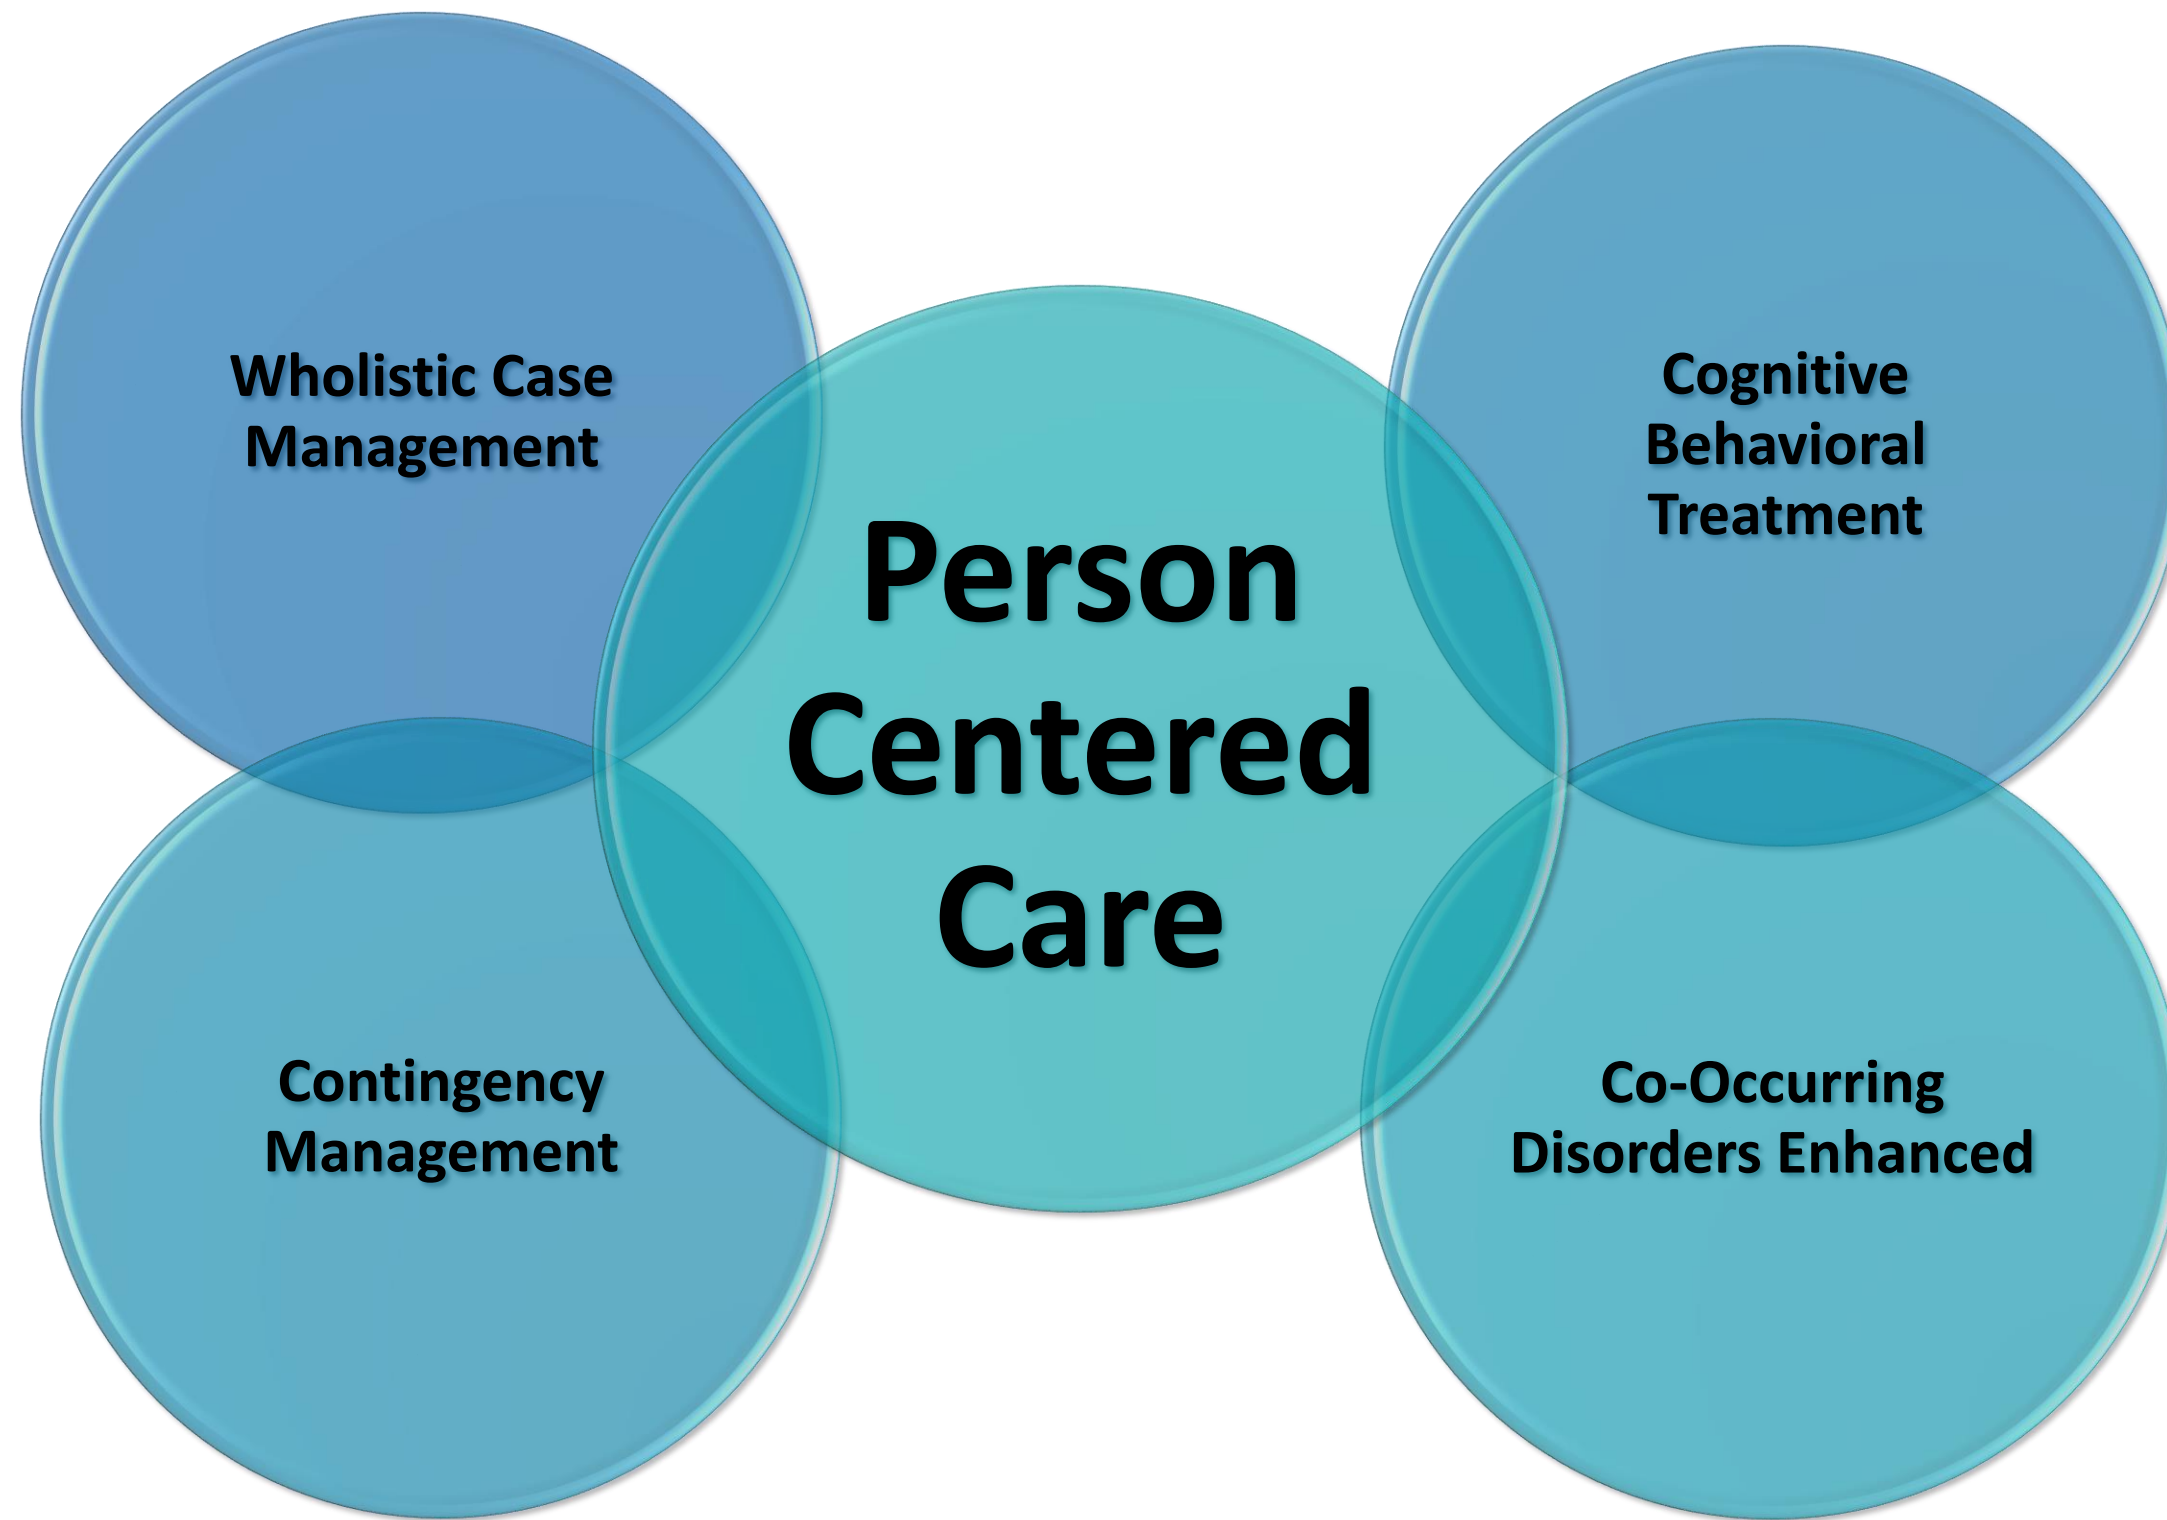 Wholistic Case
Management
Cognitive
Behavioral
Treatment
Person
Centered
Care
Contingency
Management
Co-Occurring
Disorders Enhanced